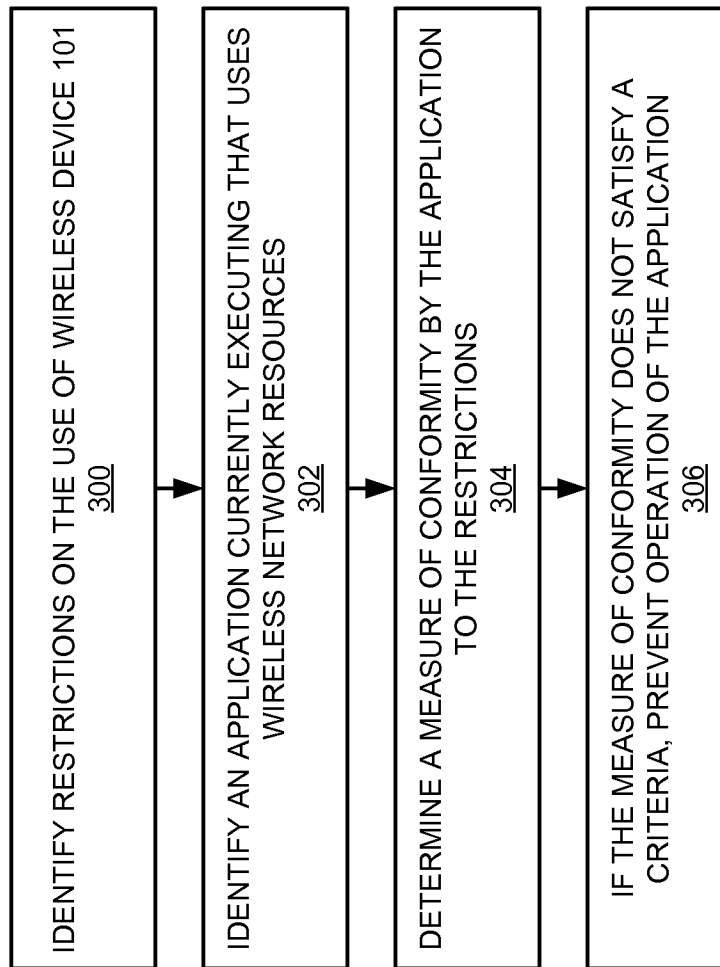 IDENTIFY RESTRICTIONS ON THE USE OF WIRELESS DEVICE 101
300
IDENTIFY AN APPLICATION CURRENTLY EXECUTING THAT USES
WIRELESS NETWORK RESOURCES
302
DETERMINE A MEASURE OF CONFORMITY BY THE APPLICATION
TO THE RESTRICTIONS
304
IF THE MEASURE OF CONFORMITY DOES NOT SATISFY A
CRITERIA, PREVENT OPERATION OF THE APPLICATION
306